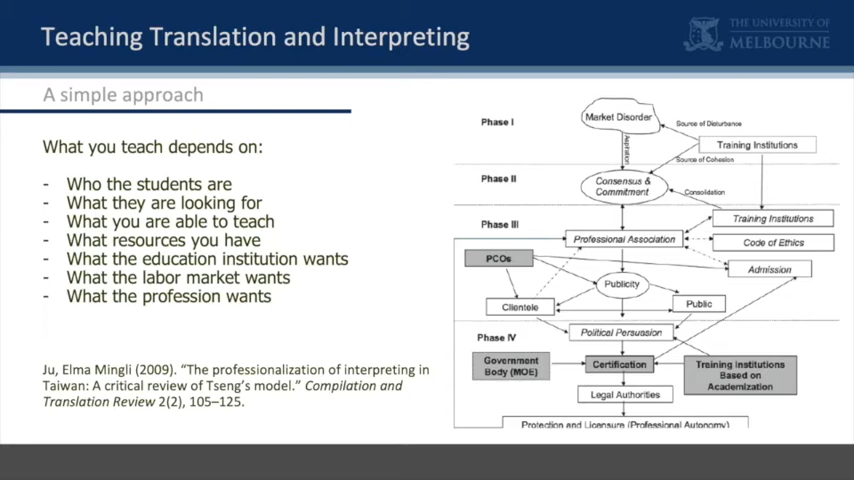 Teaching Translation and Interpreting
THE UNIVERSITY OF
MELBOURNE
A simple approach
What you teach depends on:
- Who the students are
- What they are looking for
- What you are able to teach
- What resources you have
- What the education institution wants
- What the labor market wants
- What the profession wants
Ju, Elma Mingli (2009). "The professionalization of interpreting in
Taiwan: A critical review of Tseng's model." Compilation and
Translation Review 2(2), 105–125.
Phase I
Market Disorder
Source of Disturbance
Training Institutions
Aspiration
Source of Cohesion
Phase II
Consensus &
Commitment
Consolidation
Phase III
Training Institutions
Professional Association
Code of Ethics
PCOs
Admission
Publicity
Clientele
Public
Phase IV
Political Persuasion
Government
Body (MOE)
Certification
Training Institutions
Based on
Academization
Legal Authorities
Protection and Licensure (Professional Autonomy)